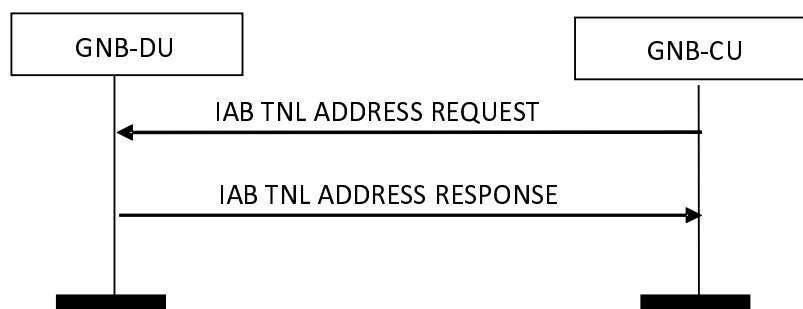 GNB-DU
GNB-CU
IAB TNL ADDRESS REQUEST
IAB TNL ADDRESS RESPONSE